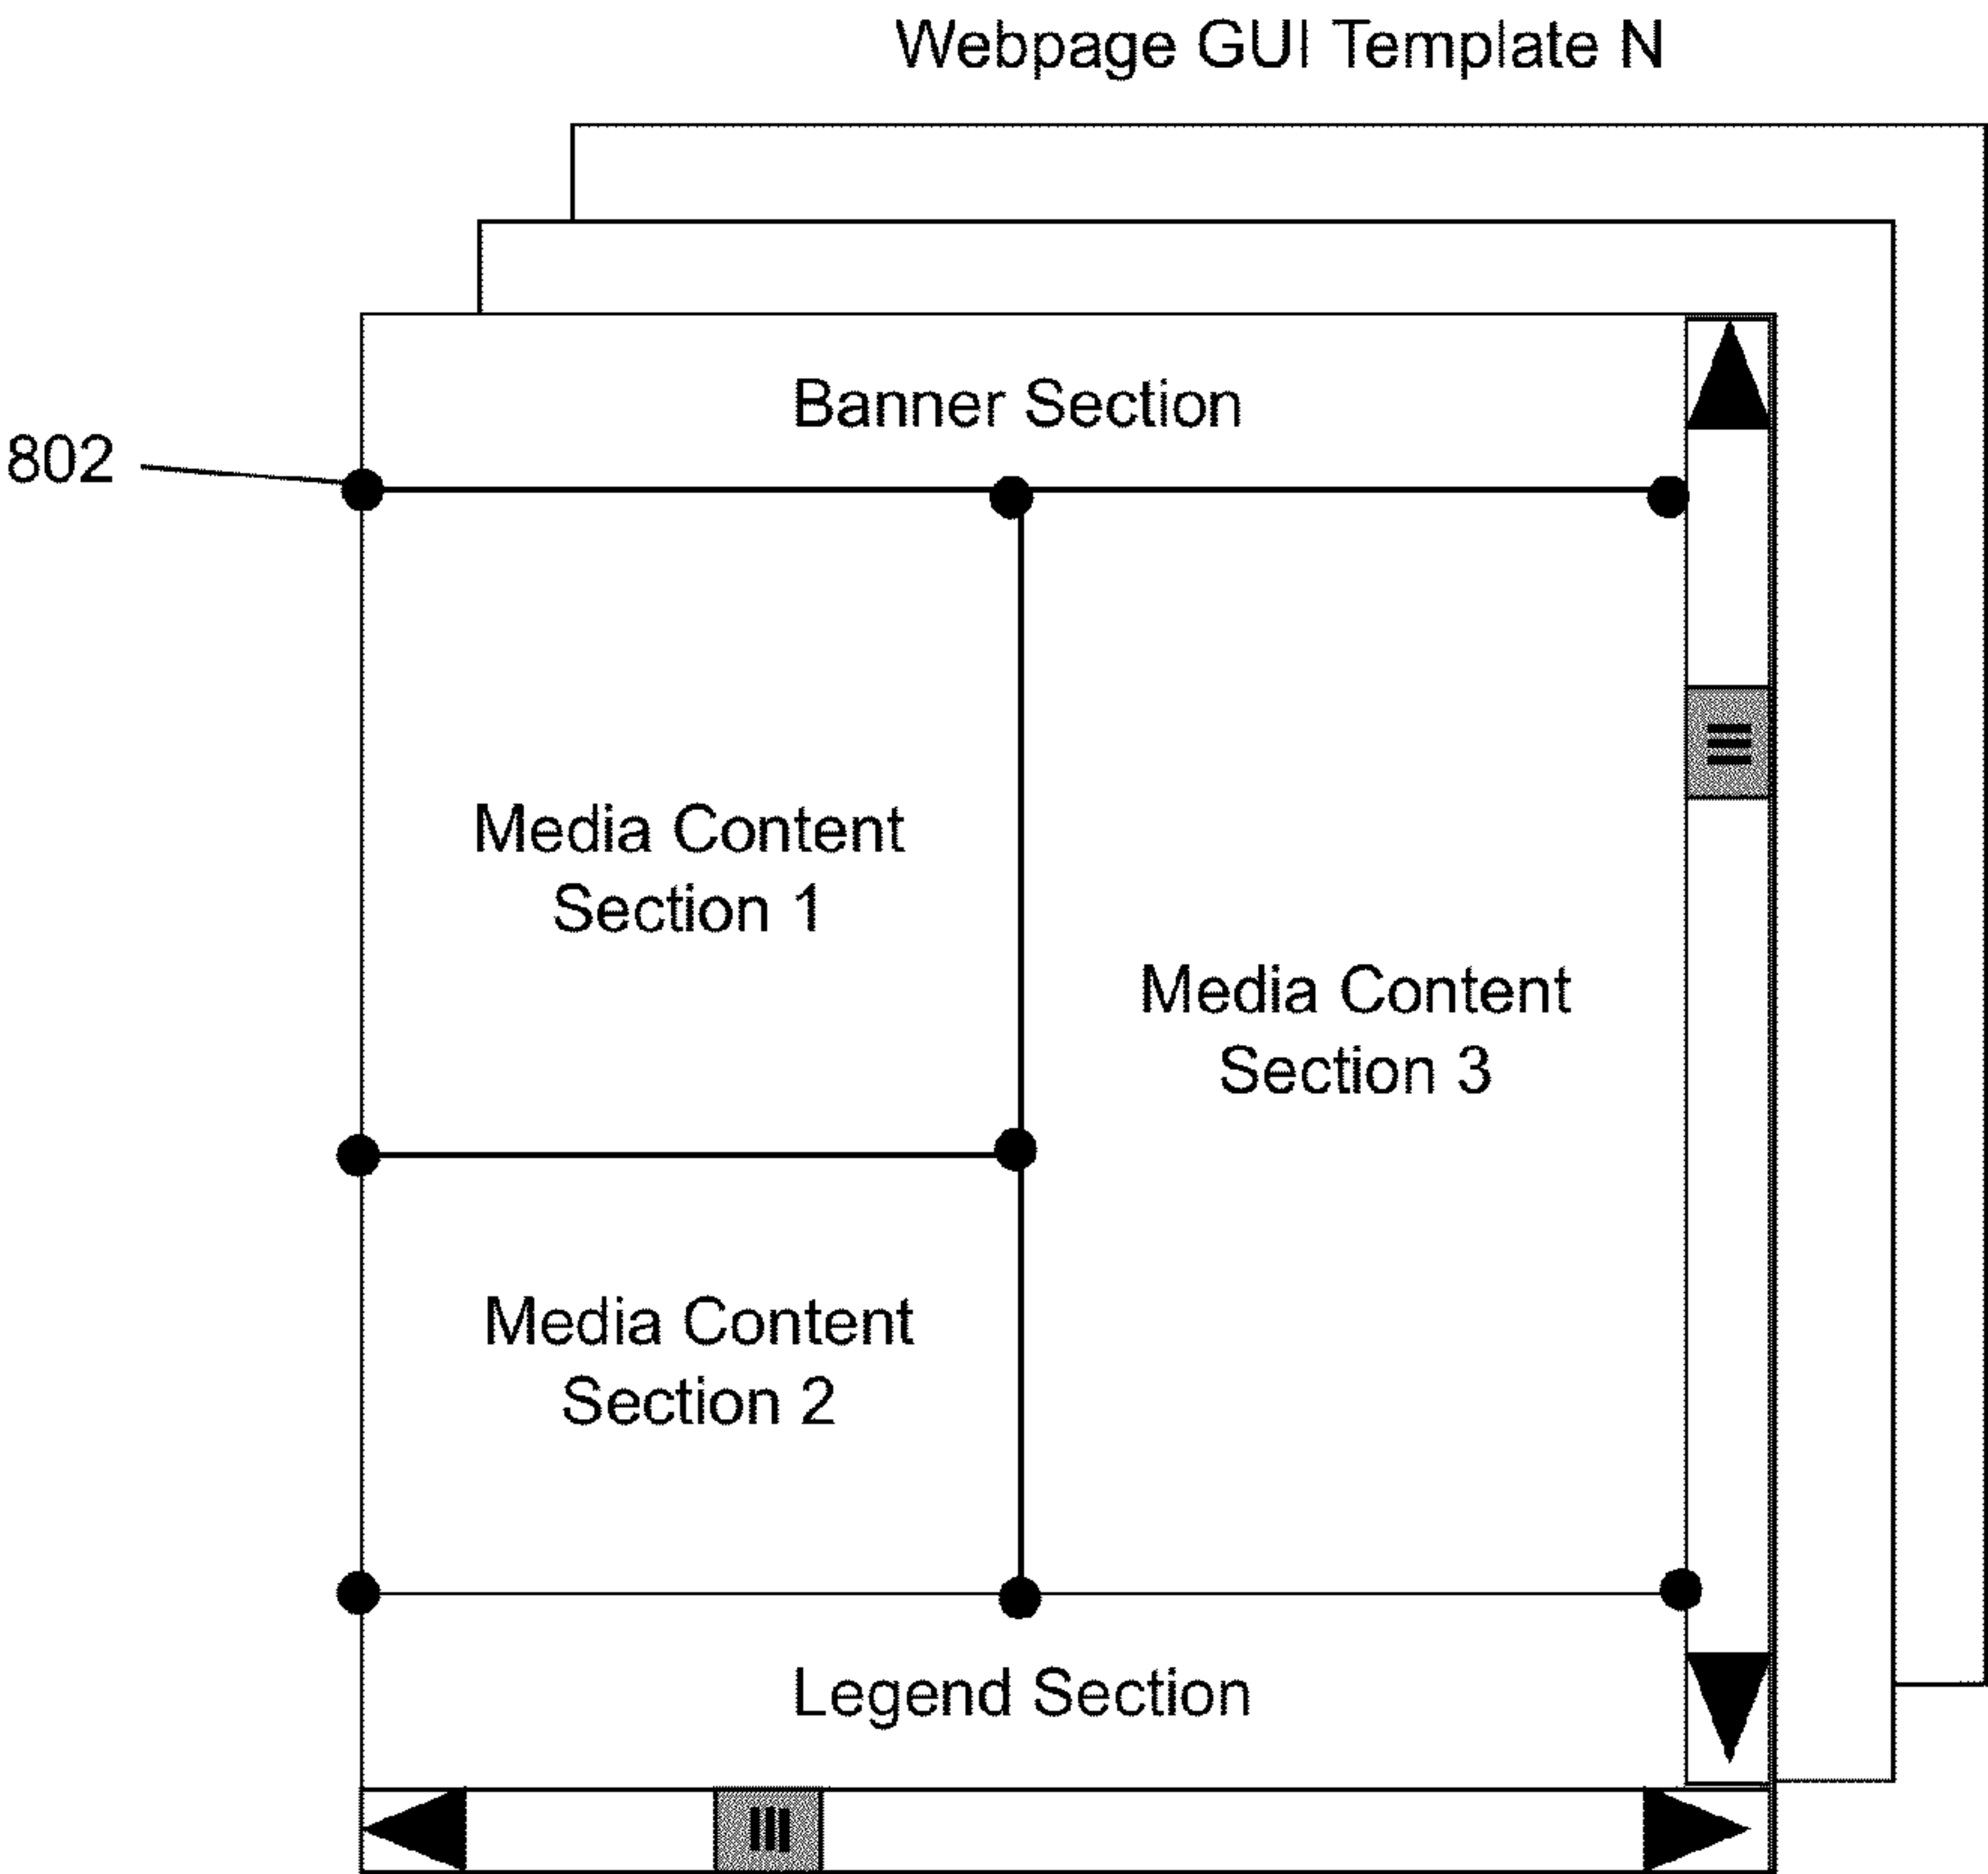 Webpage GUI Template N
Banner Section
802
Media Content
Section 1
Media Content
Section 3
Media Content
Section 2
Legend Section